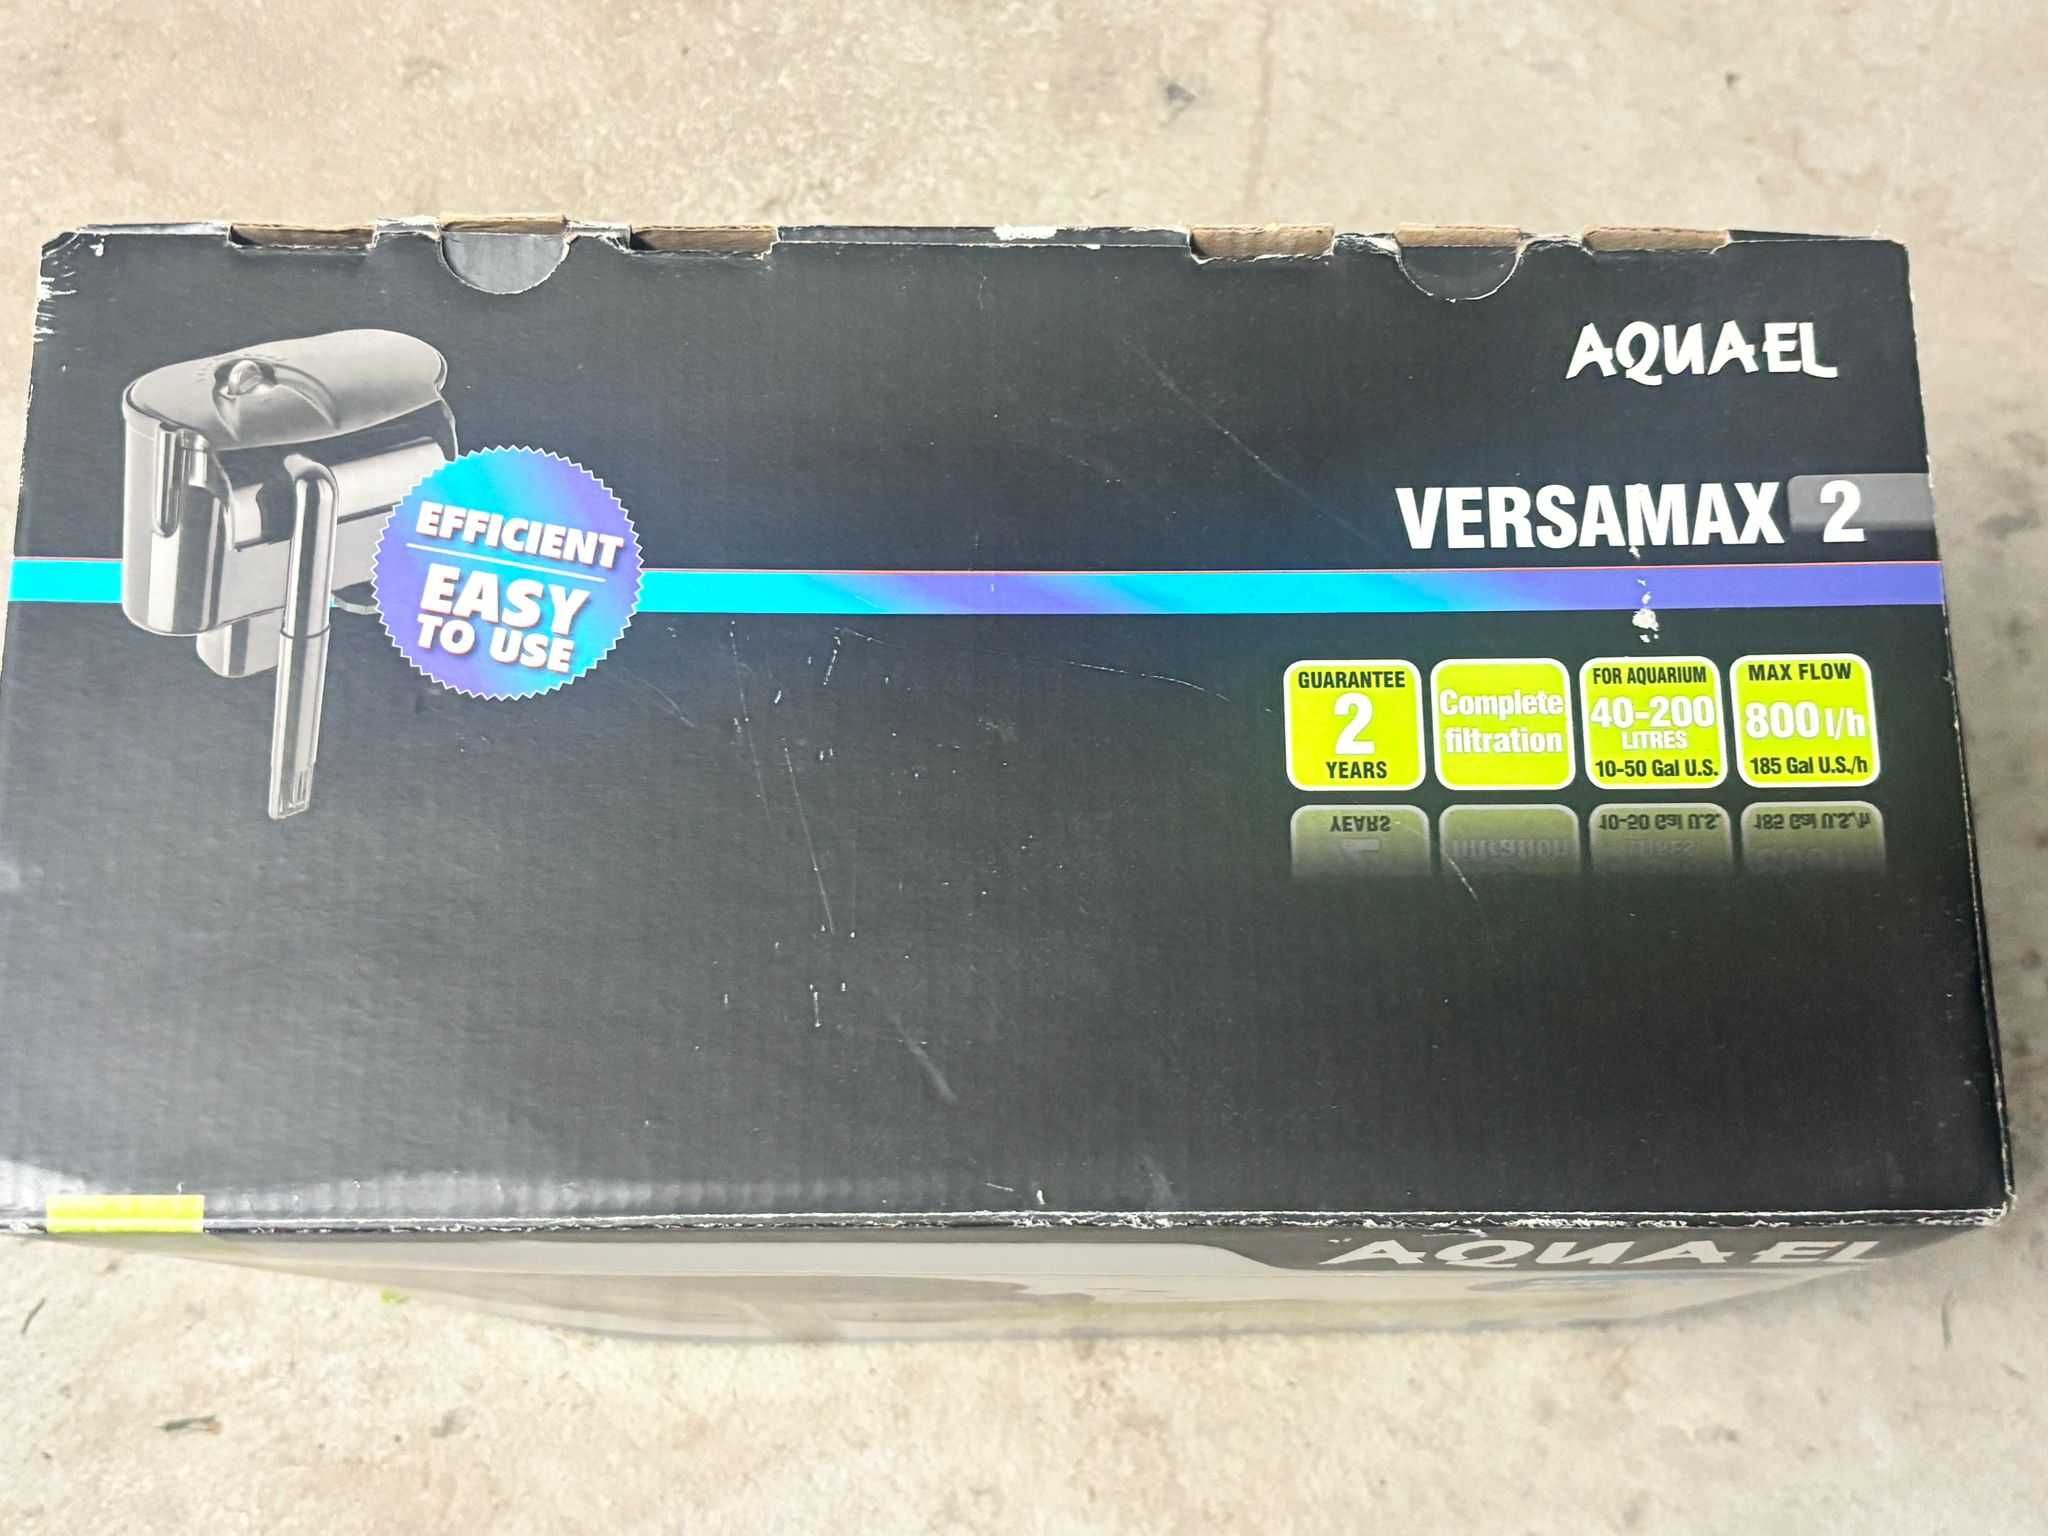 AQUAEL
VERSAMAX 2
EFFICIENT
EASY
TO USE
GUARANTEE
2
YEARS
Complete
filtration
FOR AQUARIUM
40-200
LITRES
10-50 Gal U.S.
MAX FLOW
800 l/h
185 Gal U.S./h
AQUAEL